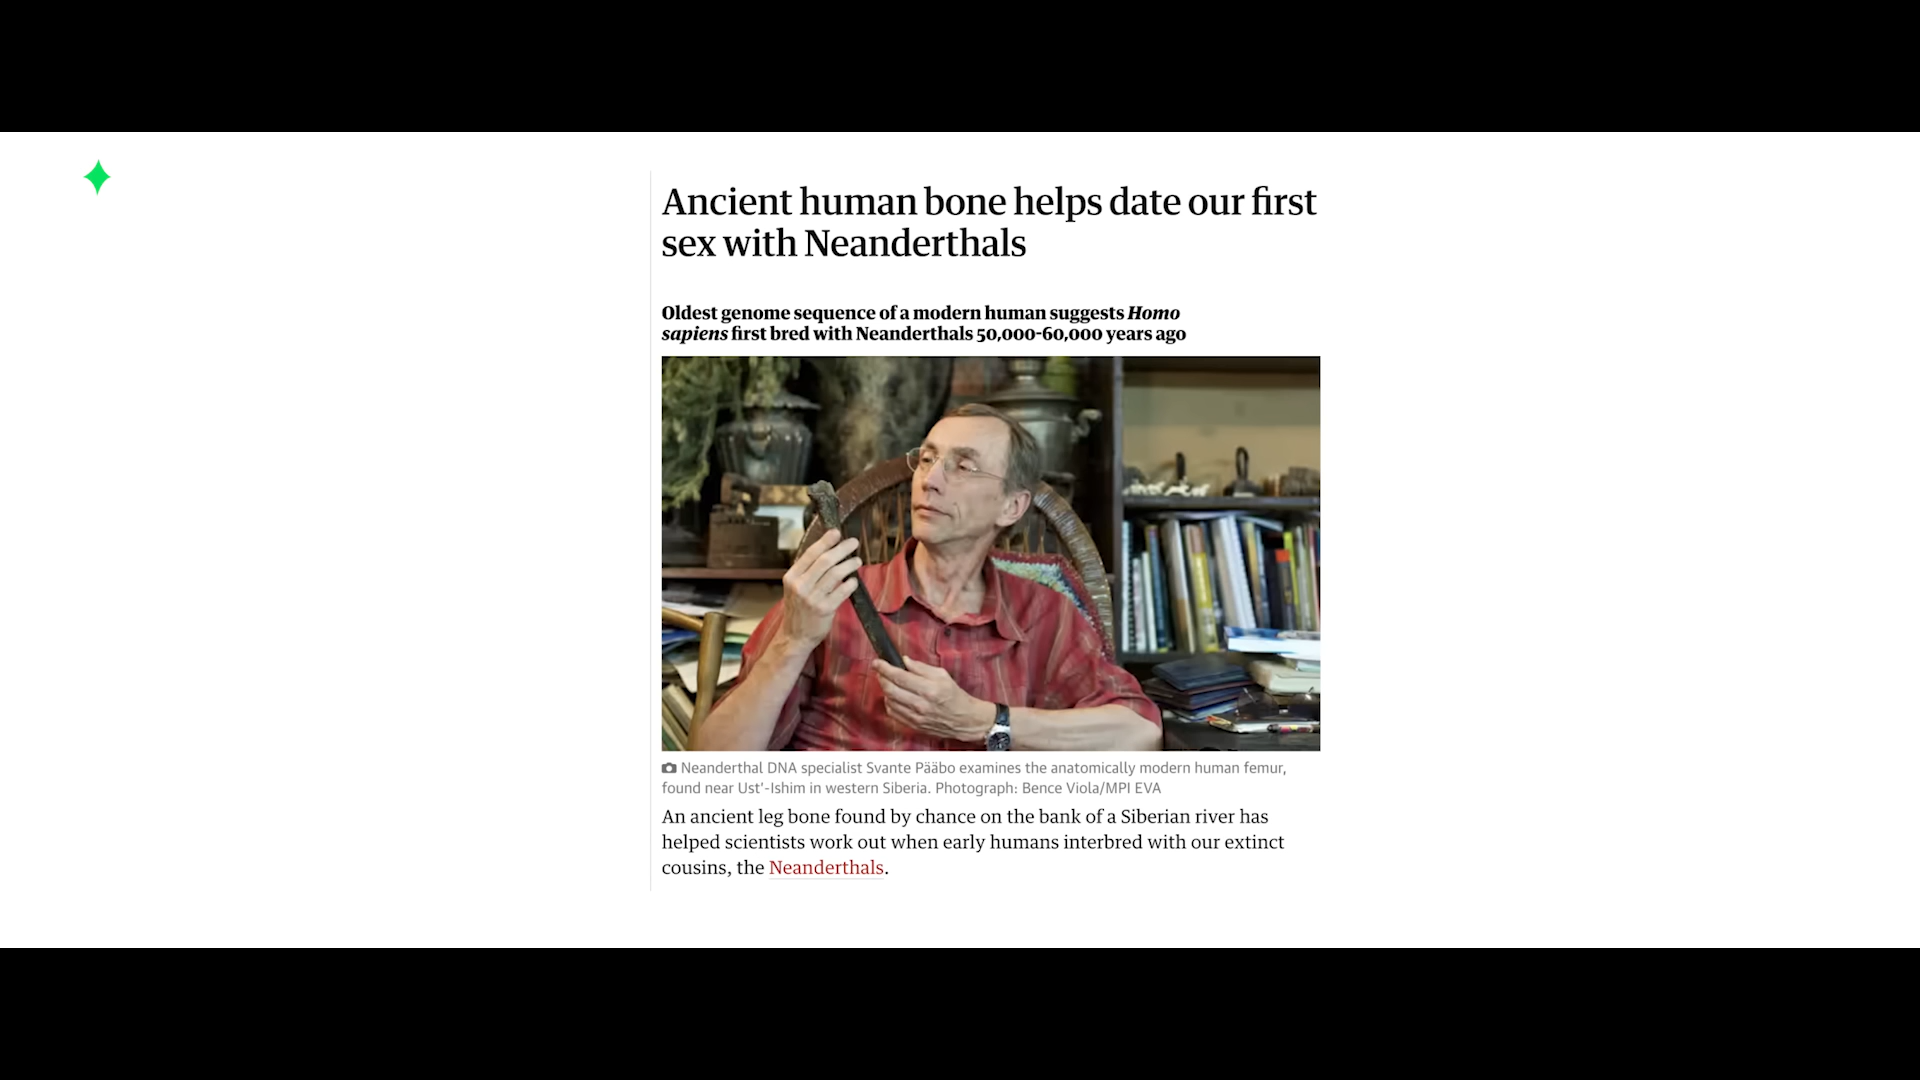 Ancient human bone helps date our first
sex with Neanderthals
Oldest genome sequence of a modern human suggests Homo
sapiens first bred with Neanderthals 50,000-60,000 years ago
Neanderthal DNA specialist Svante Pääbo examines the anatomically modern human femur,
found near Ust’-Ishim in western Siberia. Photograph: Bence Viola/MPI EVA
An ancient leg bone found by chance on the bank of a Siberian river has
helped scientists work out when early humans interbred with our extinct
cousins, the Neanderthals.